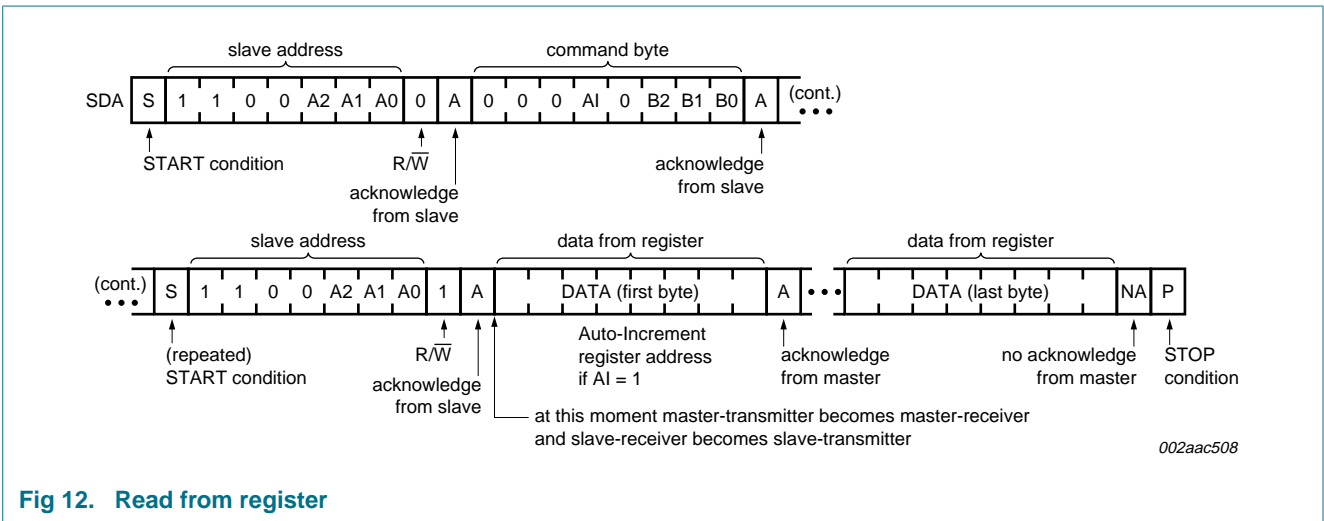 slave address command byte
SDA S 1 1 0 0 A2 A1 A0 0 A 0 0 0 AI 0 B2 B1 B0 A (cont.)
START condition R/W̅ acknowledge from slave acknowledge from slave
slave address data from register data from register
(cont.) S 1 1 0 0 A2 A1 A0 1 A DATA (first byte) A DATA (last byte) NA P
(repeated) START condition
R/W̅
acknowledge from slave
Auto-Increment
register address
if AI = 1
acknowledge
from master
no acknowledge
from master
STOP
condition
at this moment master-transmitter becomes master-receiver
and slave-receiver becomes slave-transmitter
002aac508
Fig 12. Read from register